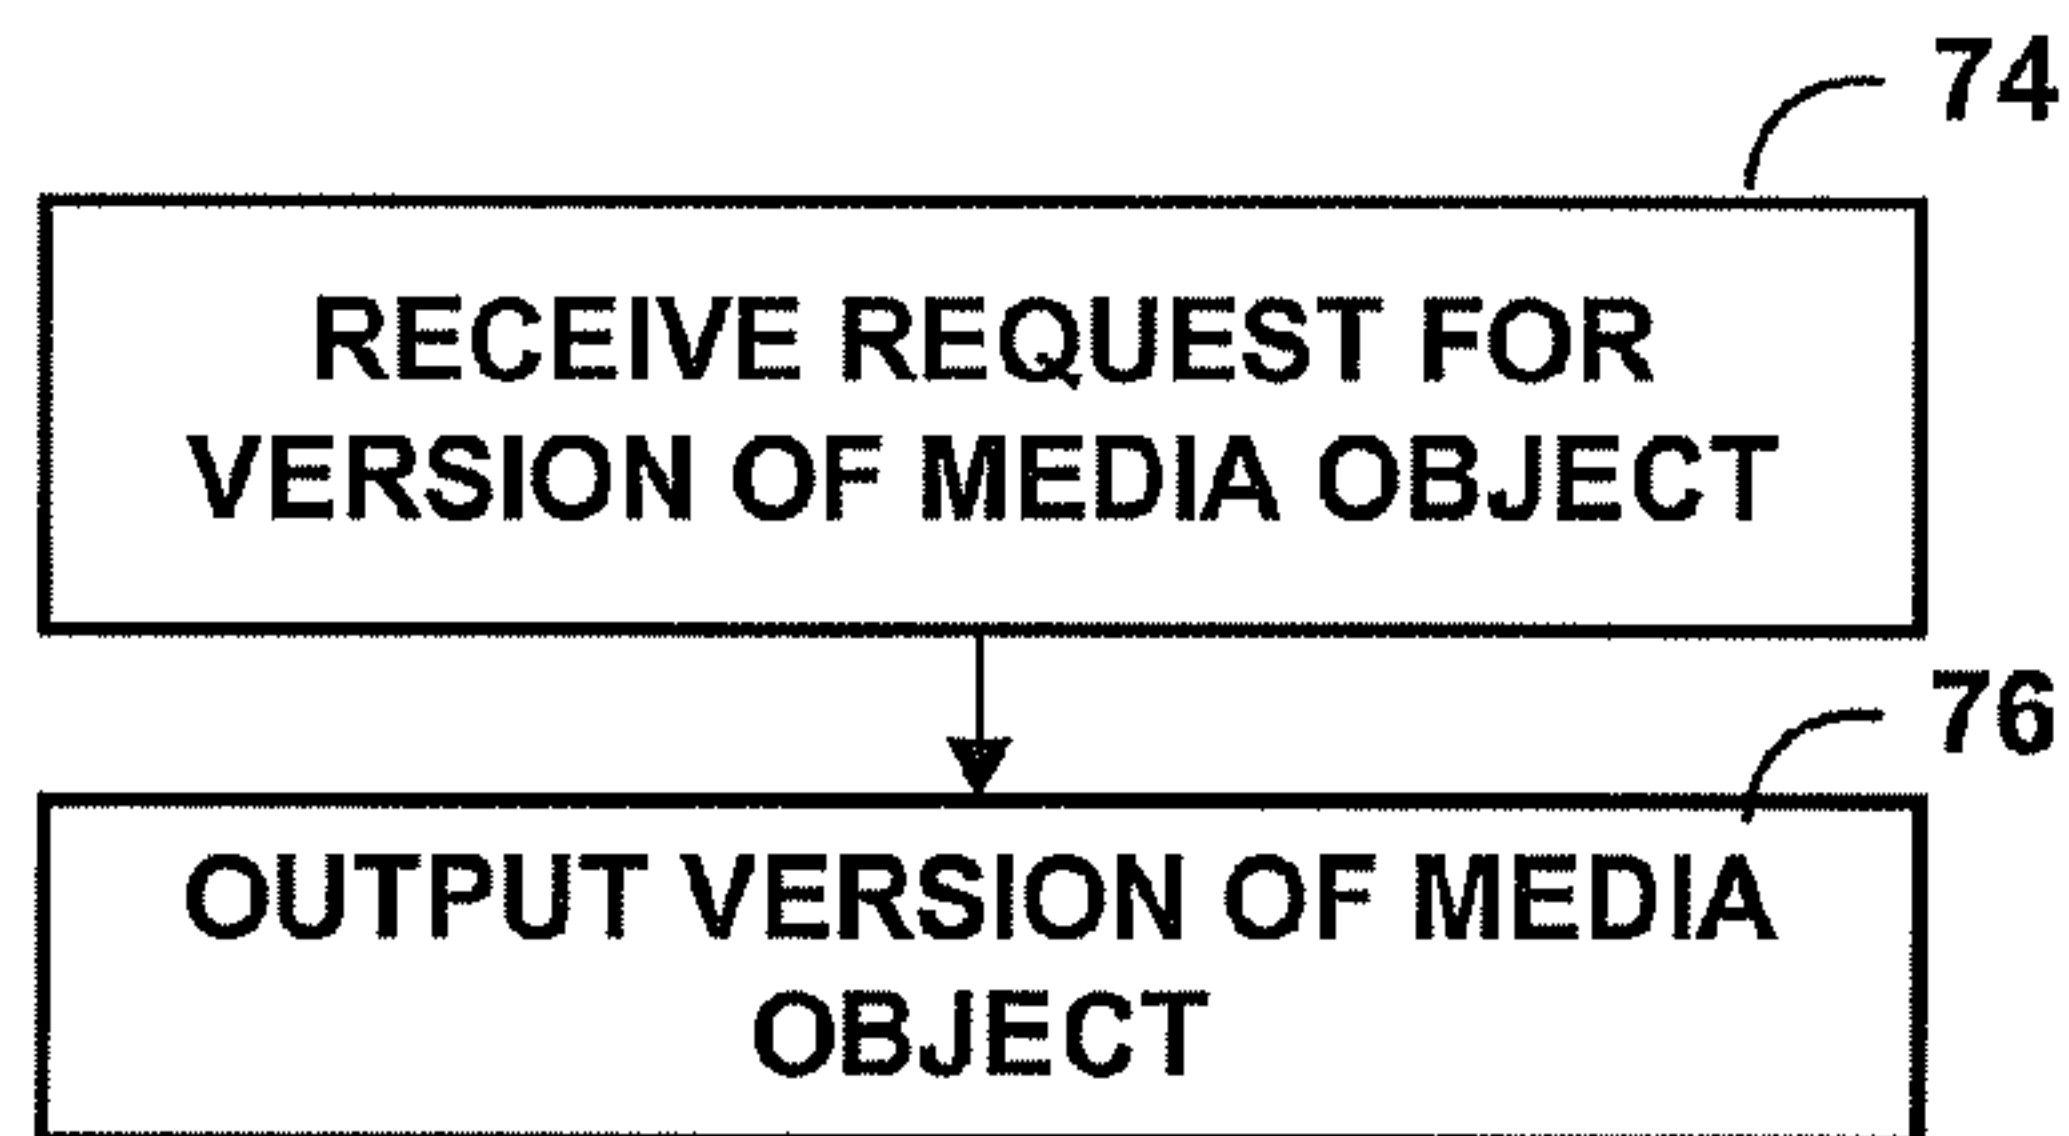 74
RECEIVE REQUEST FOR
VERSION OF MEDIA OBJECT
76
OUTPUT VERSION OF MEDIA
OBJECT